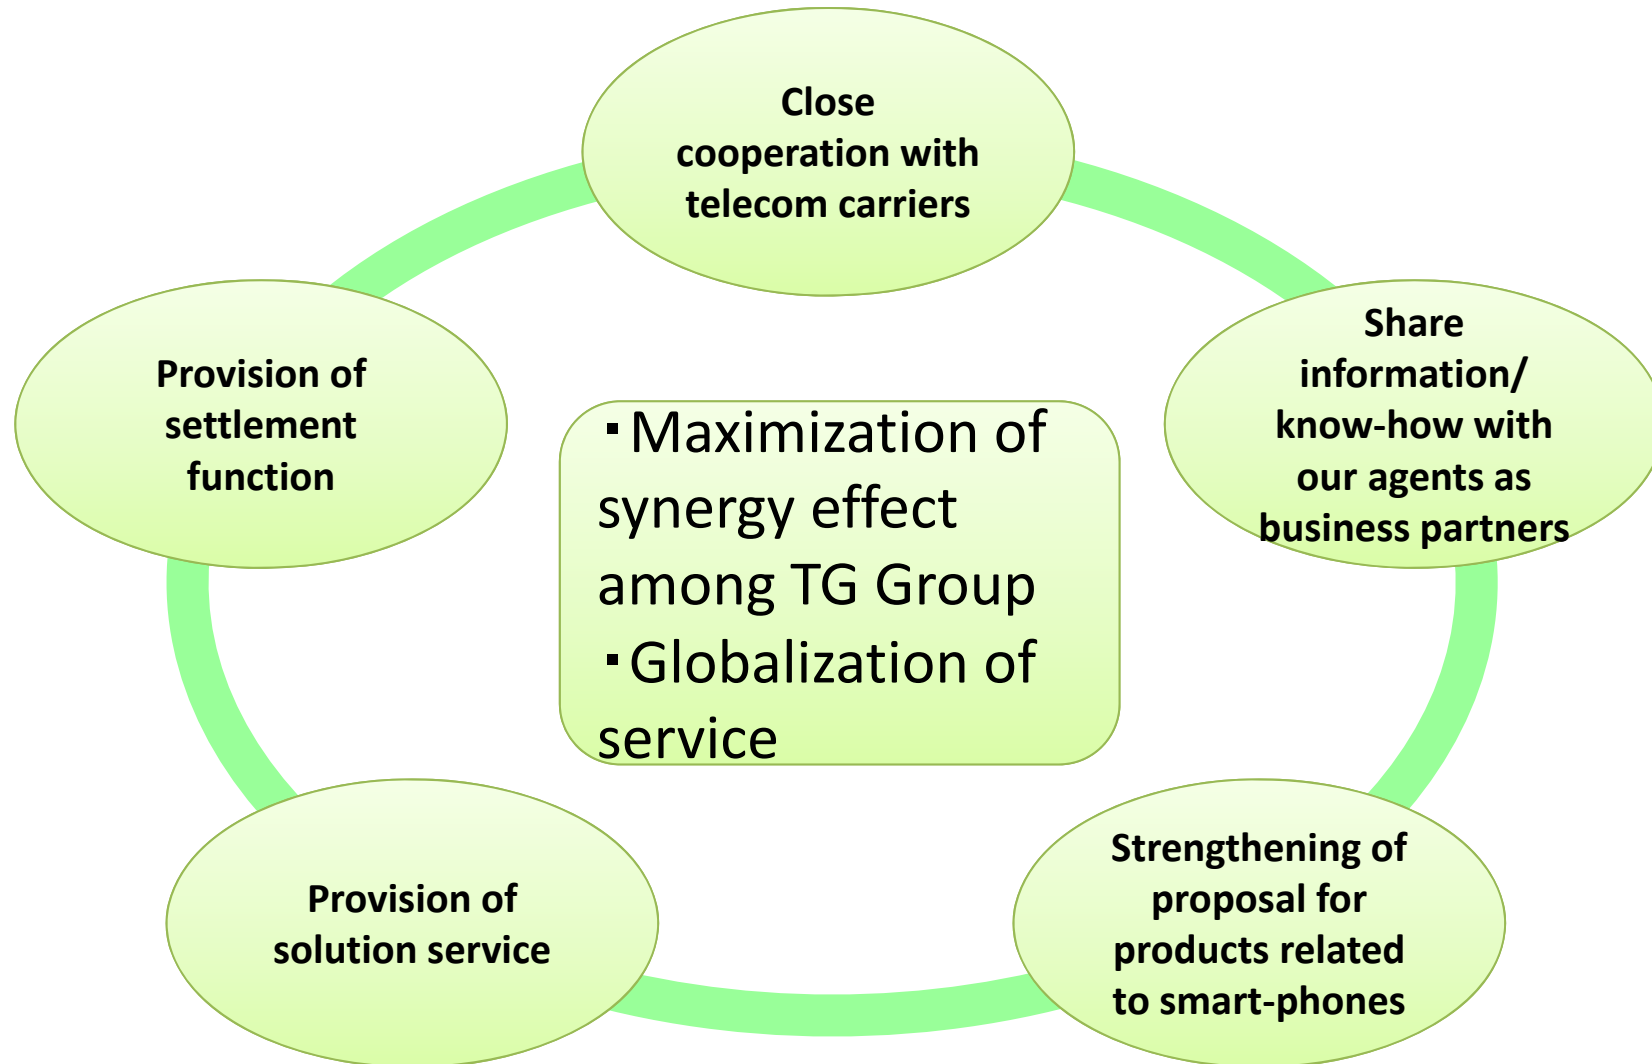 Close
cooperation with
telecom carriers
Share
information/
know-how with
our agents as
business partners
Provision of
settlement
function
・Maximization of
synergy effect
among TG Group
・Globalization of
service
Strengthening of
proposal for
products related
to smart-phones
Provision of
solution service